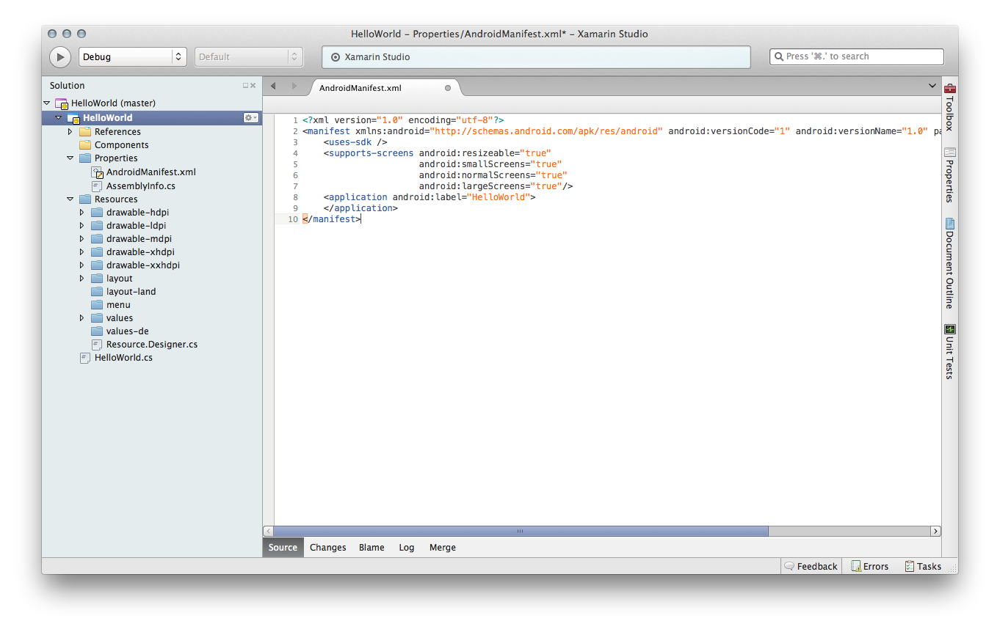 HelloWorld – Properties/AndroidManifest.xml* – Xamarin Studio
Debug
Default
Xamarin Studio
Press '⌘.' to search
Solution
HelloWorld (master)
HelloWorld
References
Components
Properties
AndroidManifest.xml
AssemblyInfo.cs
Resources
drawable-hdpi
drawable-ldpi
drawable-mdpi
drawable-xhdpi
drawable-xxhdpi
layout
layout-land
menu
values
values-de
Resource.Designer.cs
HelloWorld.cs
AndroidManifest.xml
1 <?xml version="1.0" encoding="utf-8"?>
2 <manifest xmlns:android="http://schemas.android.com/apk/res/android" android:versionCode="1" android:versionName="1.0" pa
3     <uses-sdk />
4     <supports-screens android:resizeable="true"
5                       android:smallScreens="true"
6                       android:normalScreens="true"
7                       android:largeScreens="true"/>
8     <application android:label="HelloWorld">
9     </application>
10 </manifest>
Toolbox
Properties
Document Outline
Unit Tests
Source Changes Blame Log Merge
Feedback Errors Tasks